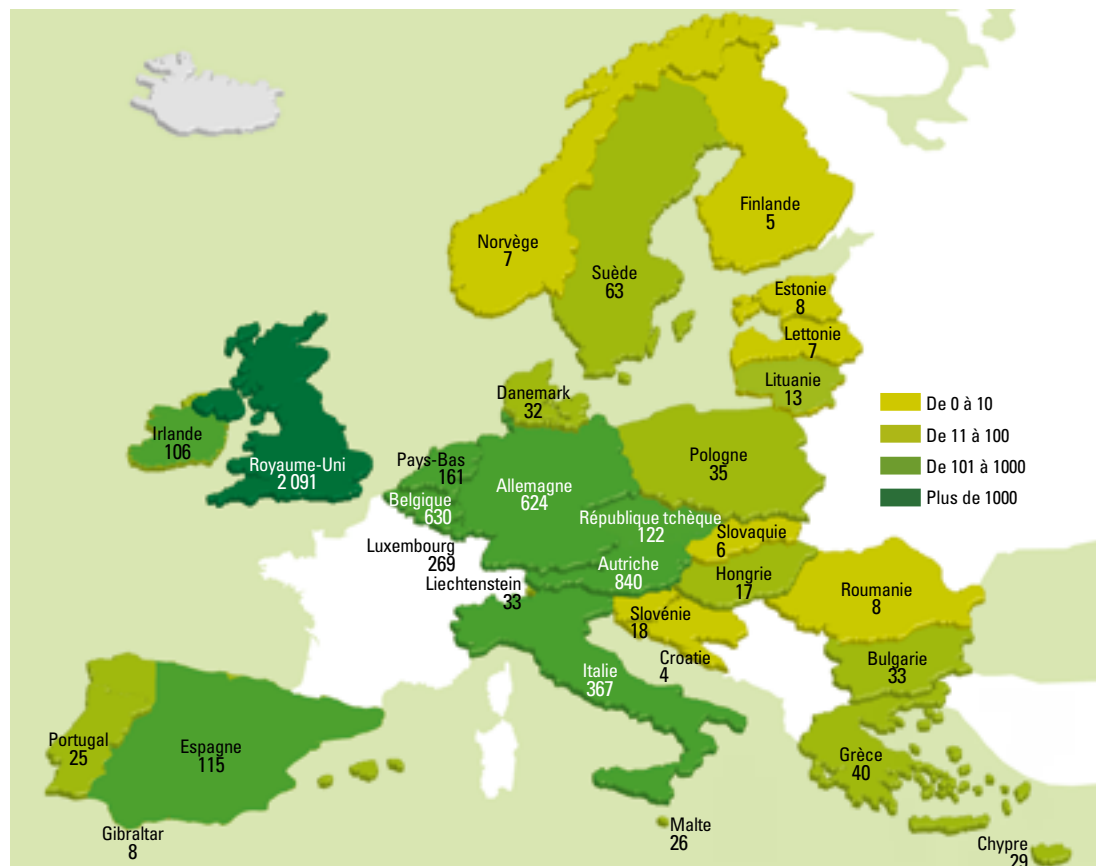 Finlande
5
Norvège
7
Suède
63
Estonie
8
Lettonie
7
Lituanie
13
Danemark
32
De 0 à 10
De 11 à 100
De 101 à 1000
Plus de 1000
Irlande
106
Royaume-Uni
2 091
Pays-Bas
161
Pologne
35
Allemagne
624
Belgique
630
République tchèque
122
Luxembourg
269
Slovaquie
6
Autriche
840
Liechtenstein
33
Hongrie
17
Roumanie
8
Slovénie
18
Croatie
4
Bulgarie
33
Italie
367
Portugal
25
Espagne
115
Grèce
40
Gibraltar
8
Malte
26
Chypre
29